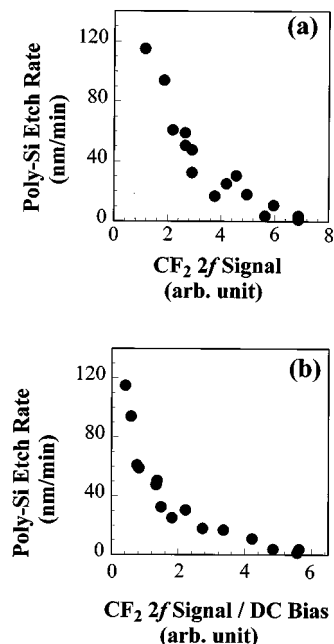 (a)
120
80
40
0
Poly-Si Etch Rate
(nm/min)
0 2 4 6 8
CF2 2f Signal
(arb. unit)
(b)
120
80
40
0
Poly-Si Etch Rate
(nm/min)
0 2 4 6
CF2 2f Signal / DC Bias
(arb. unit)